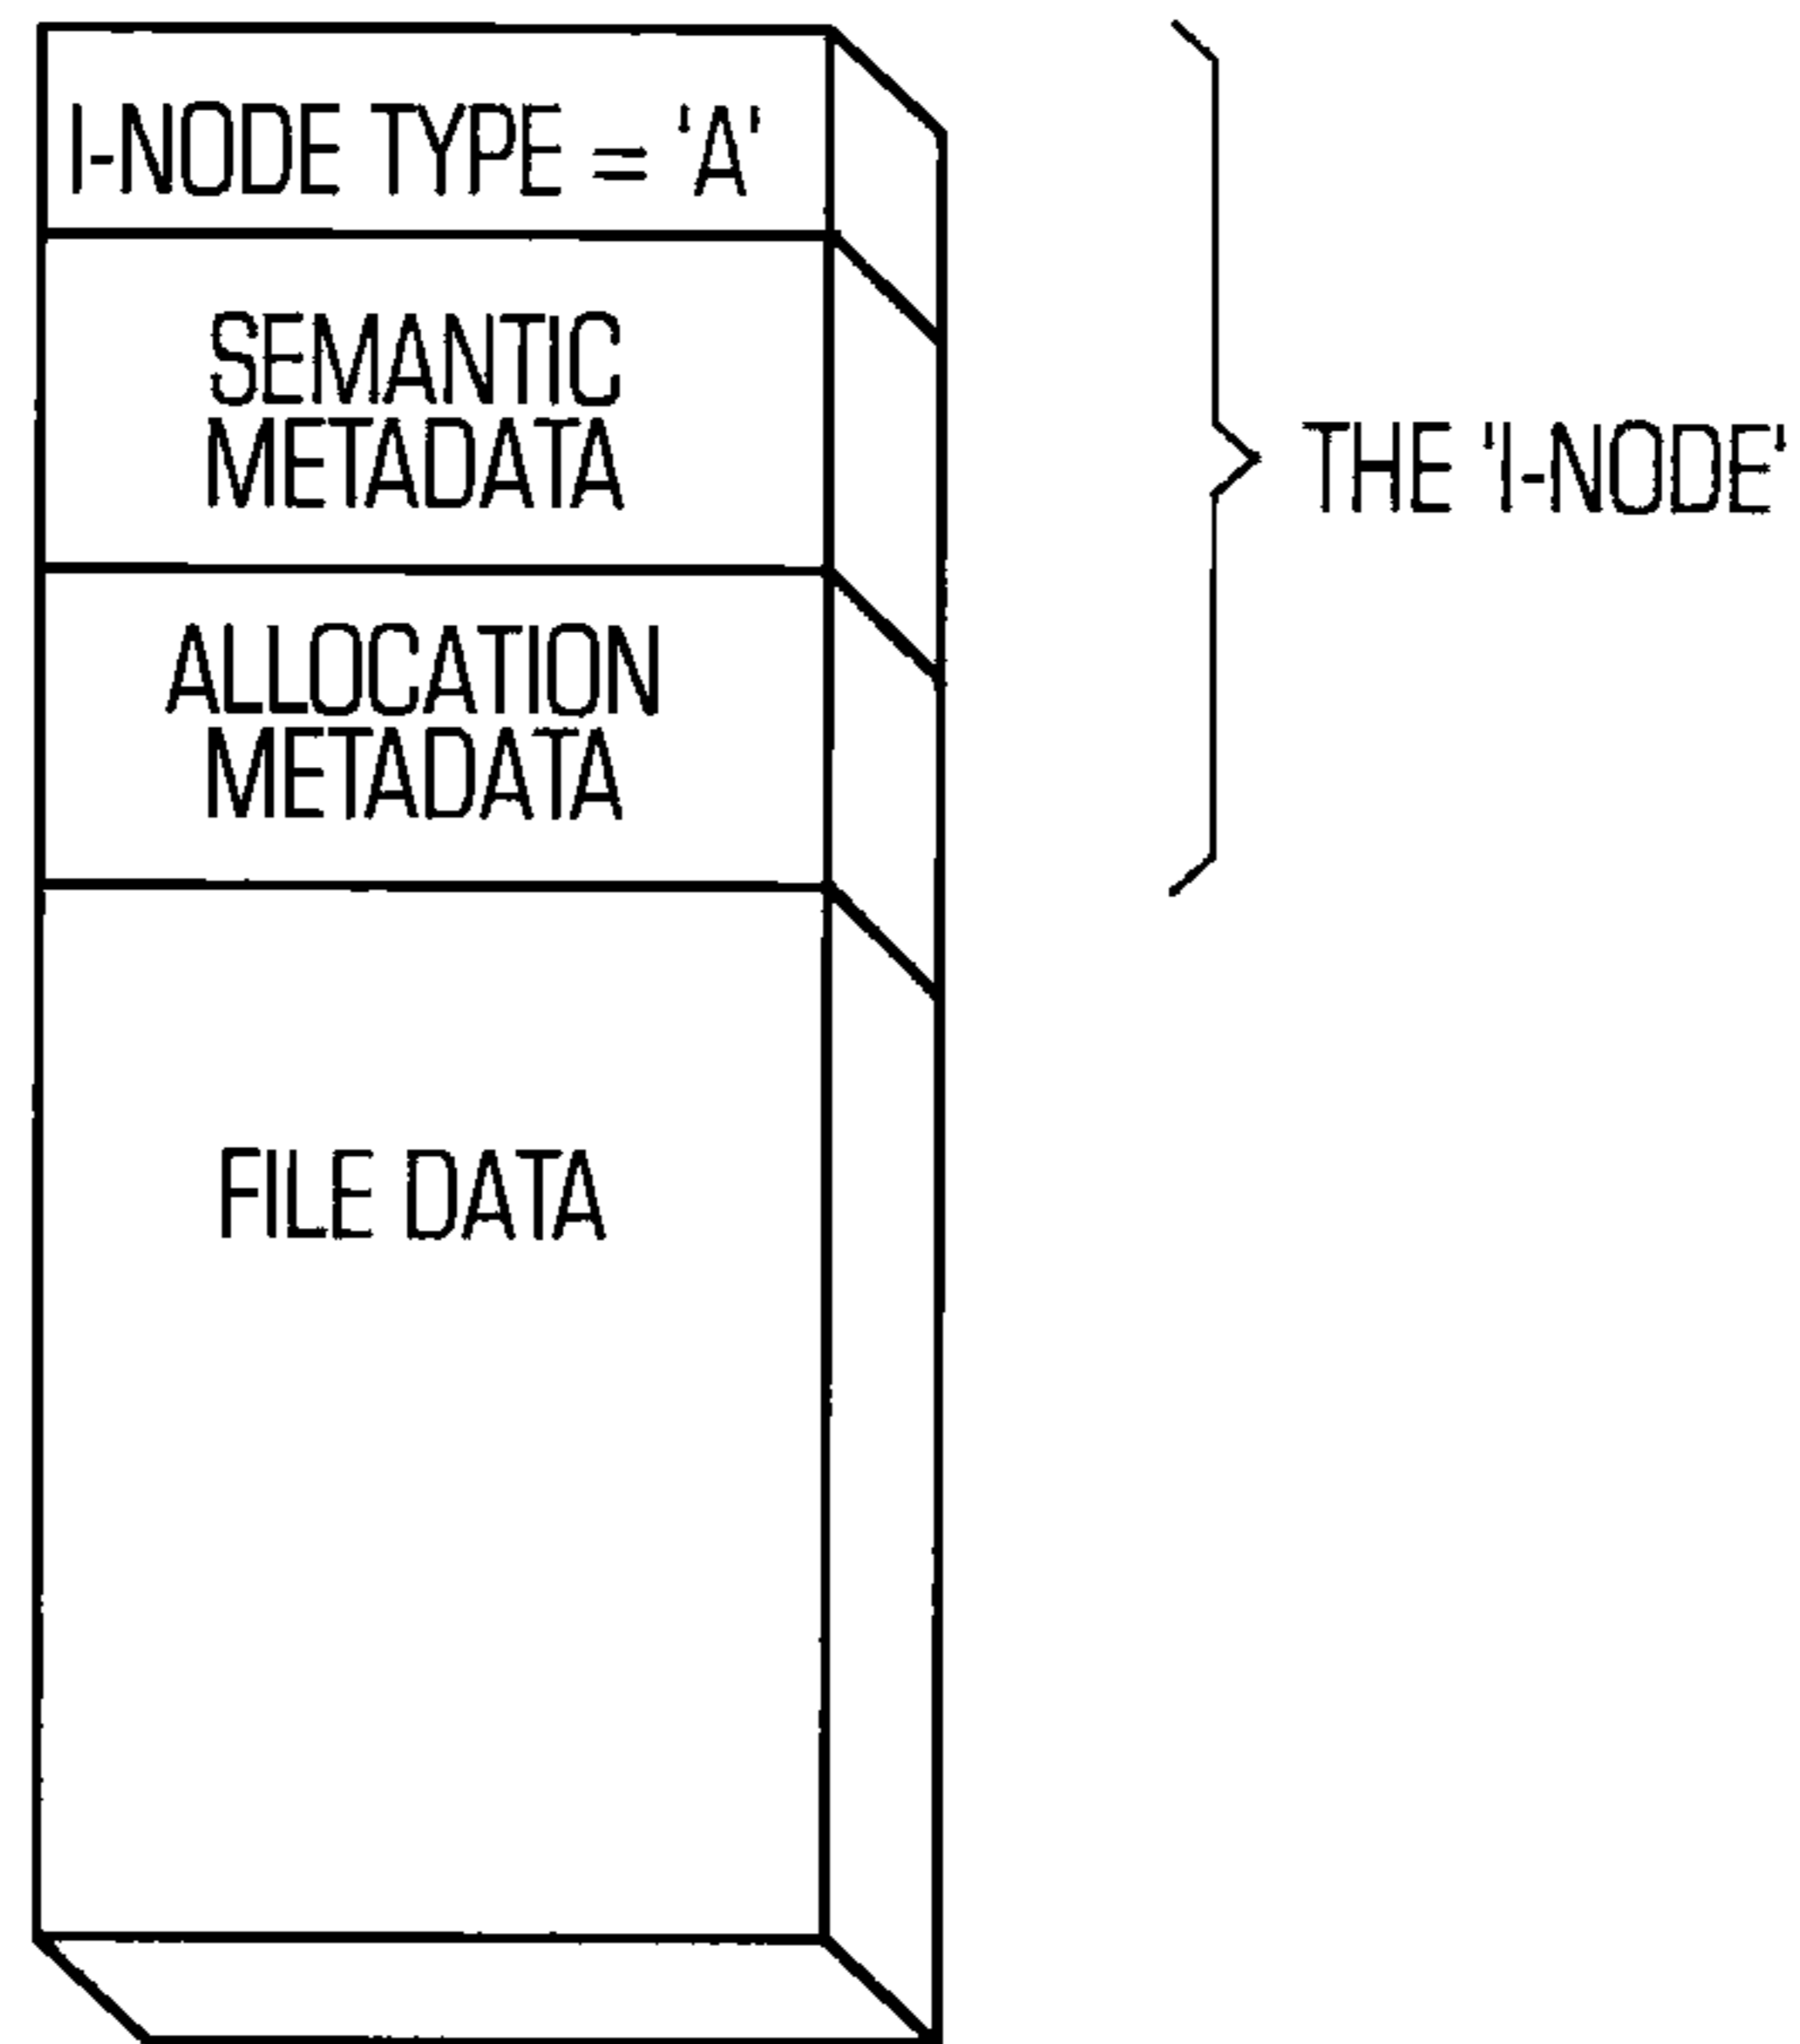 I-NODE TYPE = 'A'
SEMANTIC
METADATA
THE 'I-NODE'
ALLOCATION
METADATA
FILE DATA